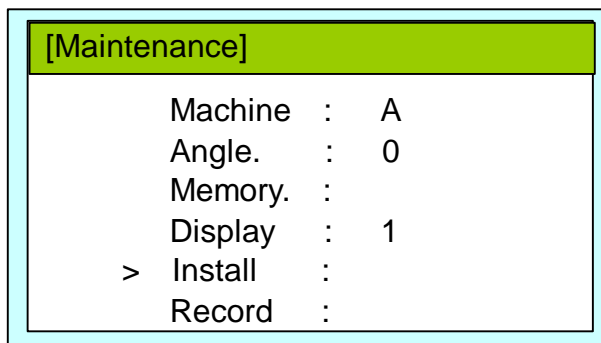 [Maintenance]
Machine : A
Angle. : 0
Memory. :
Display : 1
> Install :
Record :